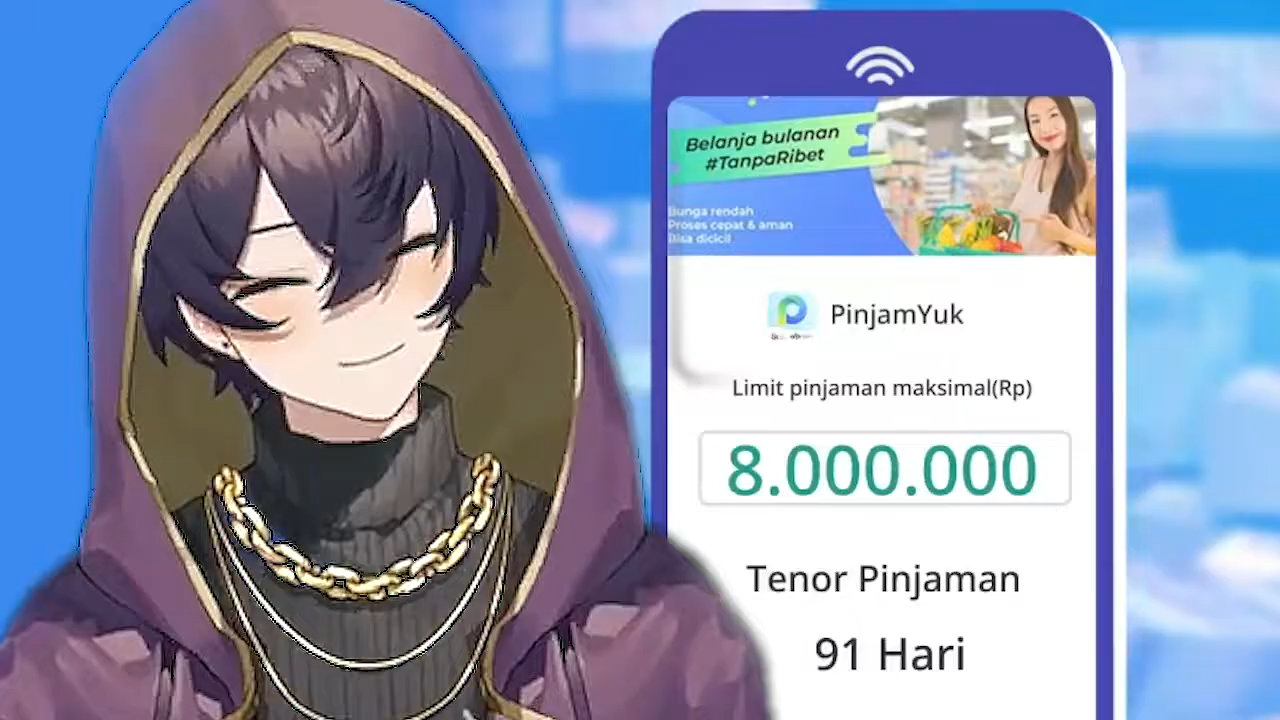 Belanja bulanan
#TanpaRibet
Bunga rendah
Proses cepat & aman
Bisa dicicil
PinjamYuk
Limit pinjaman maksimal(Rp)
8.000.000
Tenor Pinjaman
91 Hari